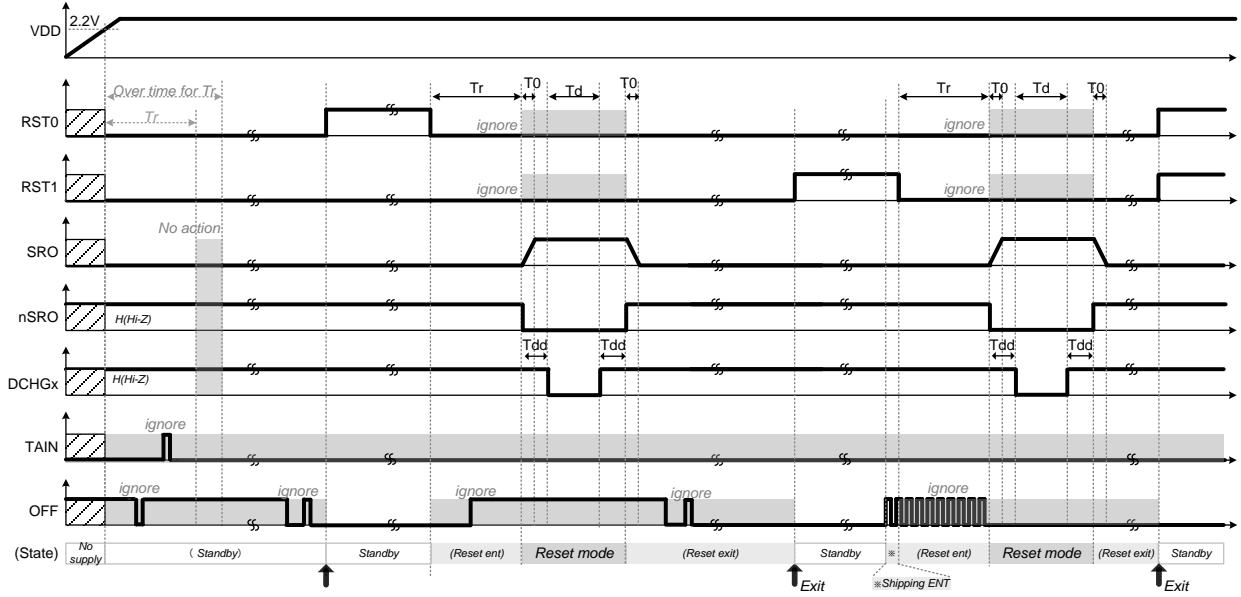 VDD
2.2V
Over time for Tr
Tr
Tr
T0
Td
T0
Tr
T0
Td
T0
RST0
ignore
ignore
RST1
ignore
ignore
No action
SRO
nSRO
H(Hi-Z)
Tdd
Tdd
Tdd
Tdd
DCHGx
H(Hi-Z)
ignore
TAIN
ignore
ignore
ignore
ignore
ignore
OFF
(State)
No supply
( Standby)
Standby
(Reset ent)
Reset mode
(Reset exit)
Standby
※
(Reset ent)
Reset mode
(Reset exit)
Standby
Exit
※Shipping ENT
Exit